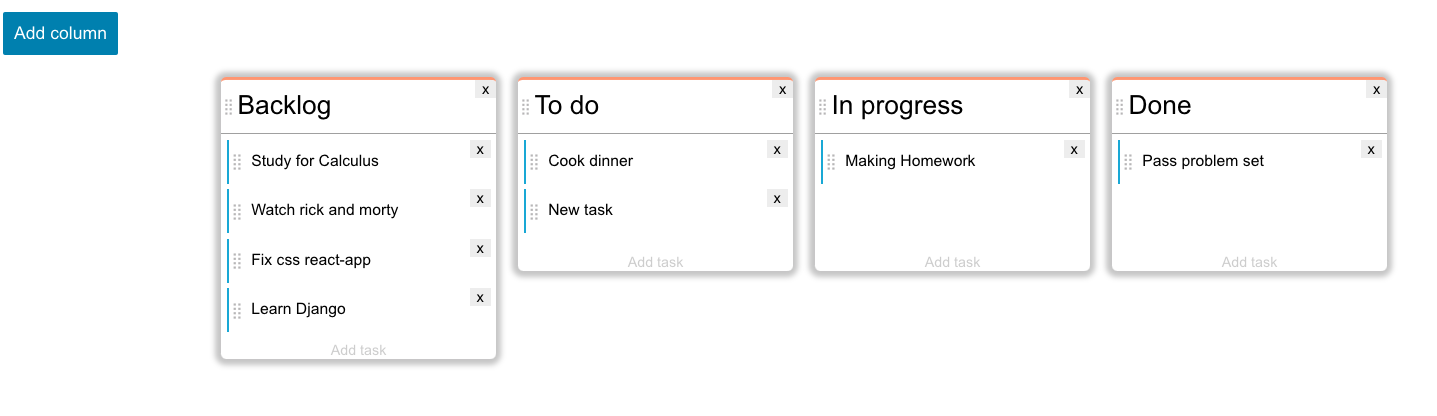 Add column
x
Backlog
x
Study for Calculus
x
Watch rick and morty
x
Fix css react-app
x
Learn Django
Add task
x
To do
x
Cook dinner
x
New task
Add task
x
In progress
x
Making Homework
Add task
x
Done
x
Pass problem set
Add task